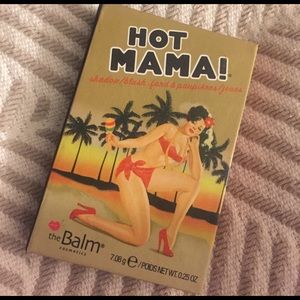 HOT
MAMA!®
shadow/blush · fard à paupières/joues
theBalm®
cosmetics
7.08 g ℮ / POIDS NET WT. 0.25 OZ.